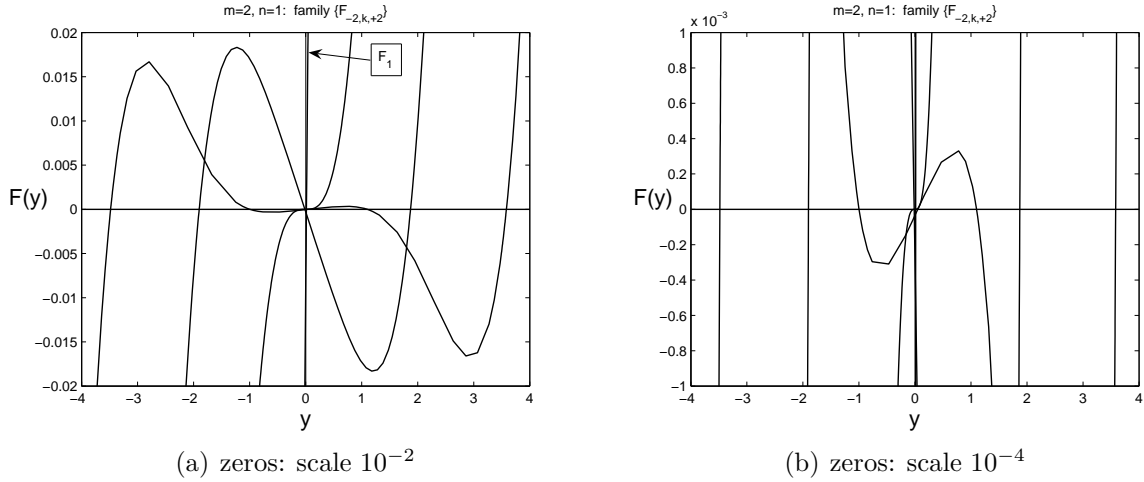 m=2, n=1: family {F_{-2,k,+2}}
0.02
0.015
0.01
0.005
0
−0.005
−0.01
−0.015
−0.02
F(y)
F_1
−4 −3 −2 −1 0 1 2 3 4
y
(a) zeros: scale 10^{−2}
m=2, n=1: family {F_{-2,k,+2}}
x 10^{−3}
1
0.8
0.6
0.4
0.2
0
−0.2
−0.4
−0.6
−0.8
−1
F(y)
−4 −3 −2 −1 0 1 2 3 4
y
(b) zeros: scale 10^{−4}